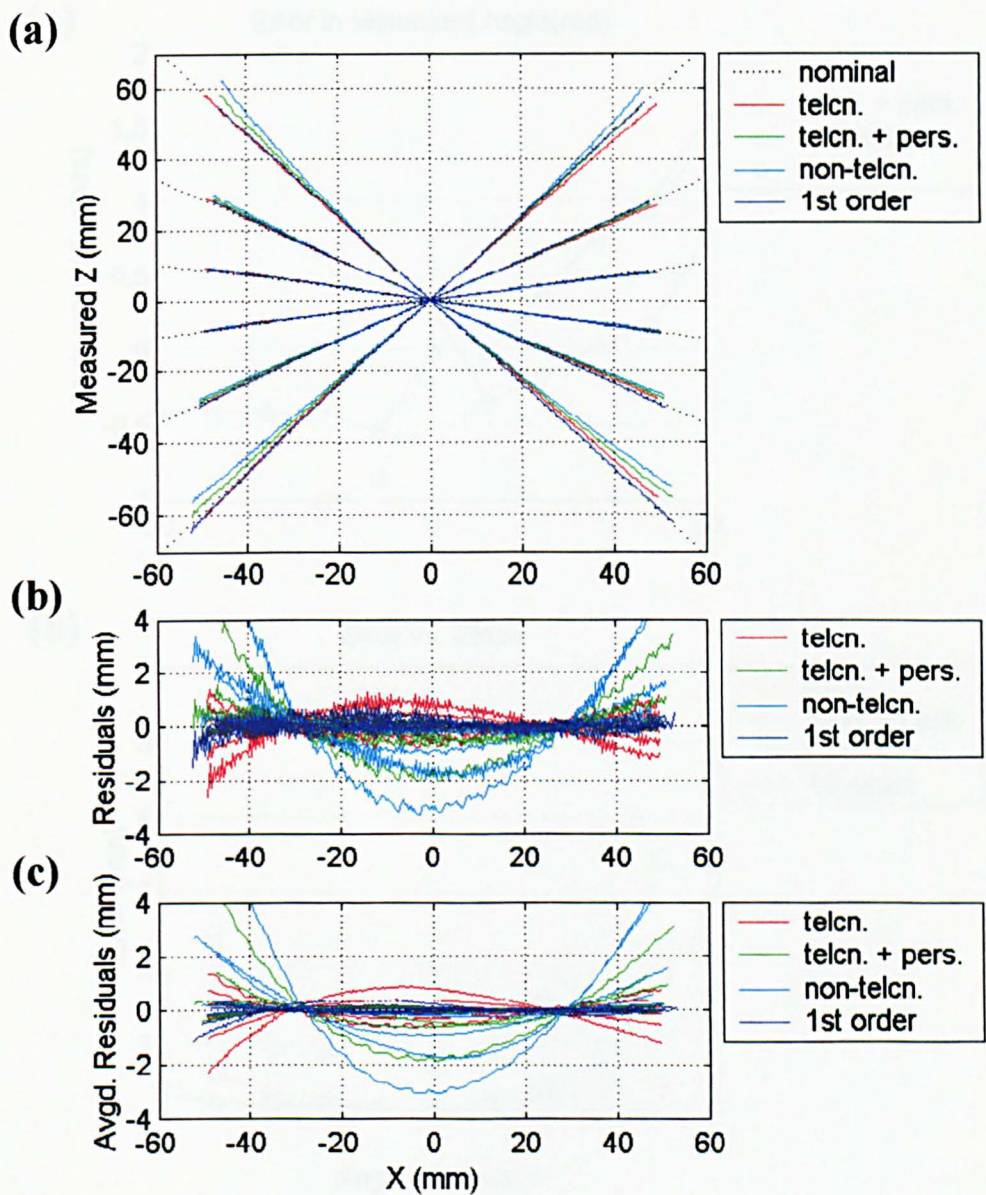 (a)
60
40
20
0
-20
-40
-60
Measured Z (mm)
-60 -40 -20 0 20 40 60
nominal
telcn.
telcn. + pers.
non-telcn.
1st order
(b)
4
2
0
-2
-4
Residuals (mm)
-60 -40 -20 0 20 40 60
telcn.
telcn. + pers.
non-telcn.
1st order
(c)
4
2
0
-2
-4
Avgd. Residuals (mm)
-60 -40 -20 0 20 40 60
X (mm)
telcn.
telcn. + pers.
non-telcn.
1st order